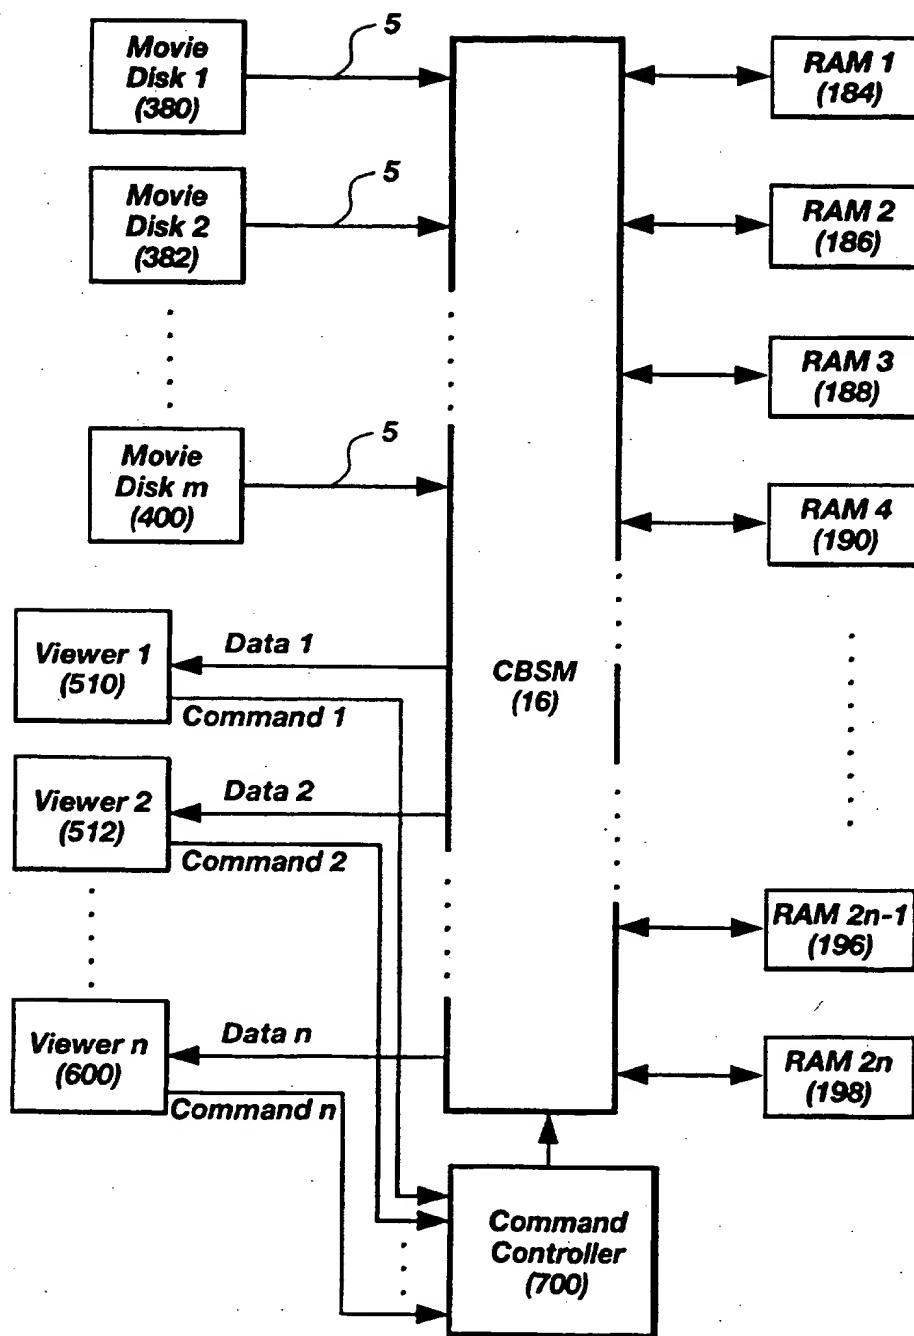 5
Movie
Disk 1
(380)
RAM 1
(184)
5
Movie
Disk 2
(382)
RAM 2
(186)
RAM 3
(188)
5
Movie
Disk m
(400)
RAM 4
(190)
Viewer 1
(510)
Data 1
Command 1
CBSM
(16)
Viewer 2
(512)
Data 2
Command 2
RAM 2n-1
(196)
Viewer n
(600)
Data n
Command n
RAM 2n
(198)
Command
Controller
(700)